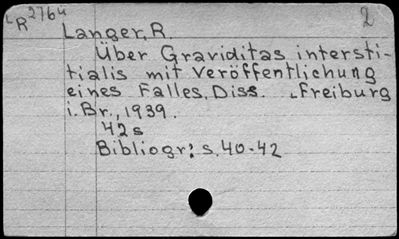 LR 2764
2
Langer, R.
Über Graviditas intersti-
tialis mit Veröffentlichung
eines Falles, Diss. Freiburg
i. Br., 1939.
42s
Bibliogr: s. 40-42